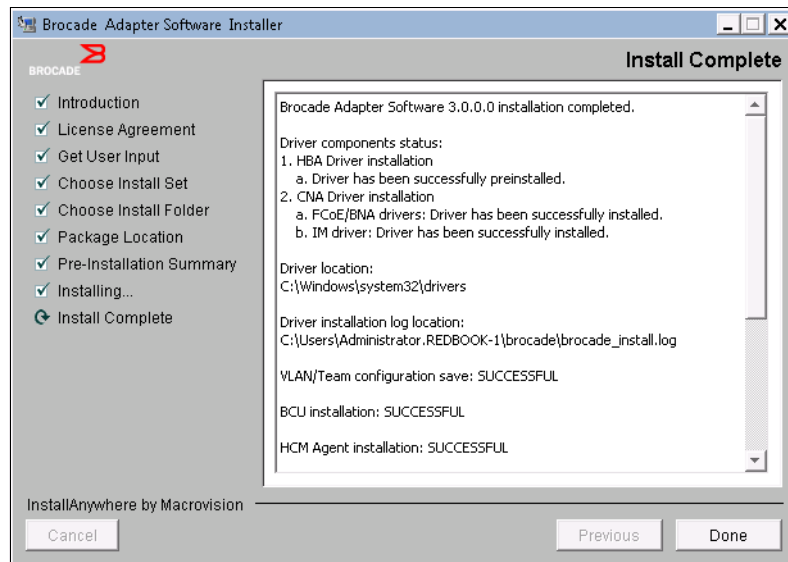 Brocade Adapter Software Installer
BROCADE
Install Complete
Introduction
License Agreement
Get User Input
Choose Install Set
Choose Install Folder
Package Location
Pre-Installation Summary
Installing...
Install Complete
Brocade Adapter Software 3.0.0.0 installation completed.
Driver components status:
1. HBA Driver installation
a. Driver has been successfully preinstalled.
2. CNA Driver installation
a. FCoE/BNA drivers: Driver has been successfully installed.
b. IM driver: Driver has been successfully installed.
Driver location:
C:\Windows\system32\drivers
Driver installation log location:
C:\Users\Administrator.REDBOOK-1\brocade\brocade_install.log
VLAN/Team configuration save: SUCCESSFUL
BCU installation: SUCCESSFUL
HCM Agent installation: SUCCESSFUL
InstallAnywhere by Macrovision
Cancel
Previous
Done